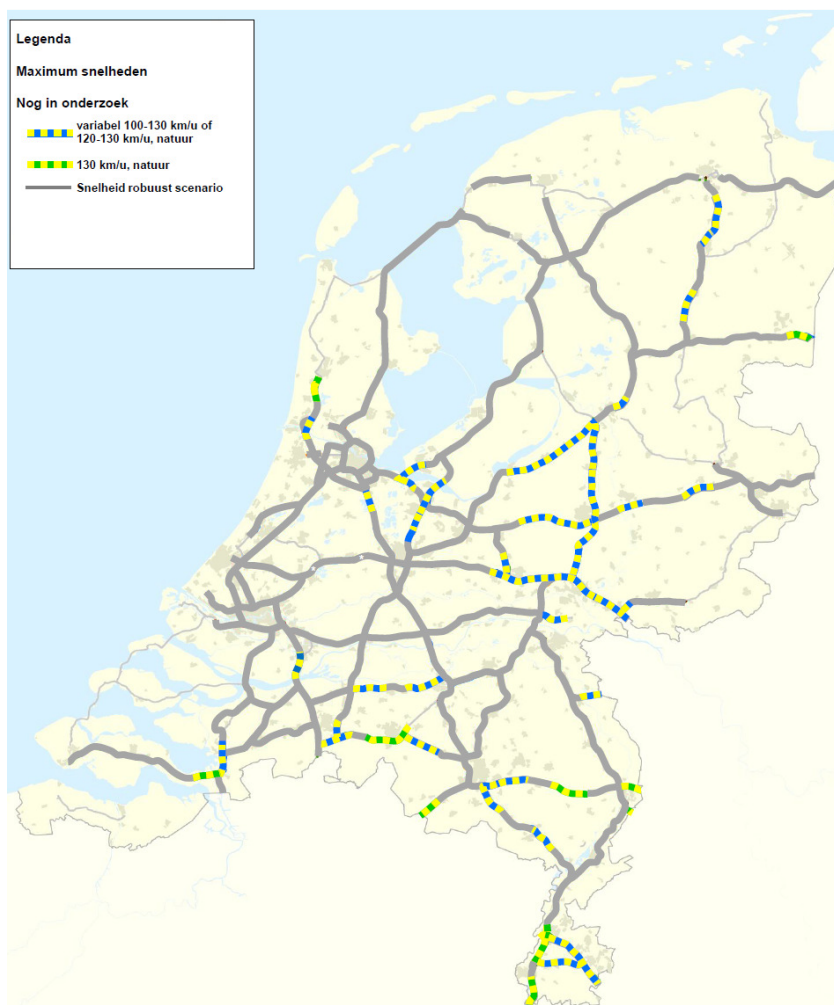 Legenda
Maximum snelheden
Nog in onderzoek
variabel 100-130 km/u of
120-130 km/u, natuur
130 km/u, natuur
Snelheid robuust scenario